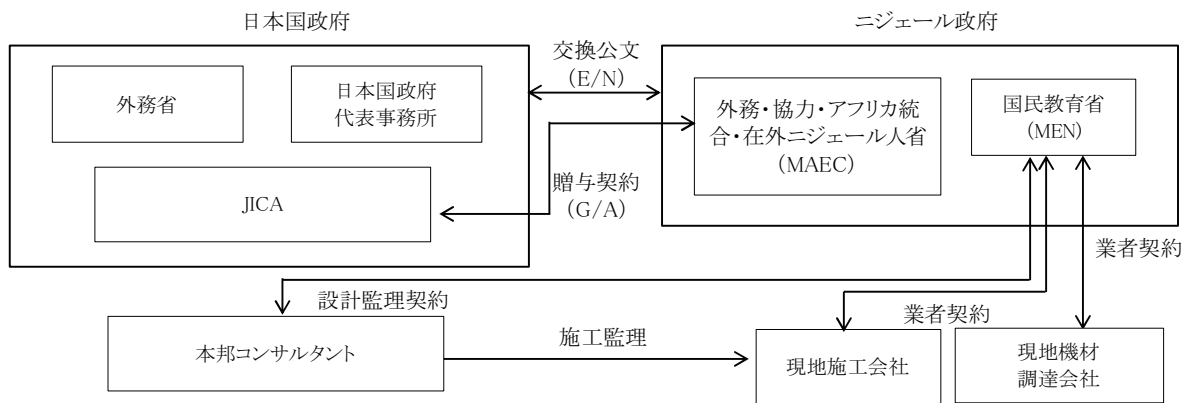 日本国政府
ニジェール政府
外務省
日本国政府
代表事務所
交換公文
(E/N)
外務・協力・アフリカ統
合・在外ニジェール人省
(MAEC)
国民教育省
(MEN)
JICA
贈与契約
(G/A)
業者契約
設計監理契約
業者契約
本邦コンサルタント
施工監理
現地施工会社
現地機材
調達会社